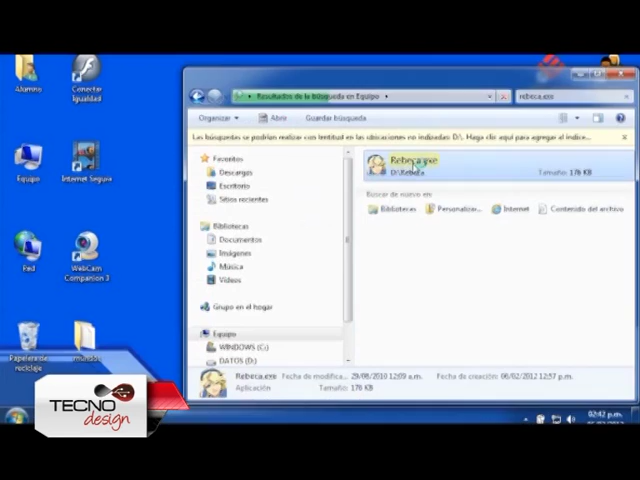 Alumno
Conectar
Igualdad
Equipo
Internet Segura
Red
WebCam
Companion 3
Papelera de
reciclaje
mundos
Resultados de la búsqueda en Equipo
rebeca.exe
Organizar
Abrir
Guardar búsqueda
Las búsquedas se podrían realizar con lentitud en las ubicaciones no indizadas: D:\. Haga clic aquí para agregar al índice...
Favoritos
Descargas
Escritorio
Sitios recientes
Bibliotecas
Documentos
Imágenes
Música
Vídeos
Grupo en el hogar
Equipo
WINDOWS (C:)
DATOS (D:)
Rebeca.exe
D:\Rebeca
Tamaño: 170 KB
Buscar de nuevo en:
Bibliotecas
Personalizar...
Internet
Contenido del archivo
Rebeca.exe
Fecha de modifica... 29/08/2010 12:09 a.m.
Fecha de creación: 06/02/2012 12:57 p.m.
Aplicación
Tamaño: 170 KB
TECNO
design
02:42 p.m.